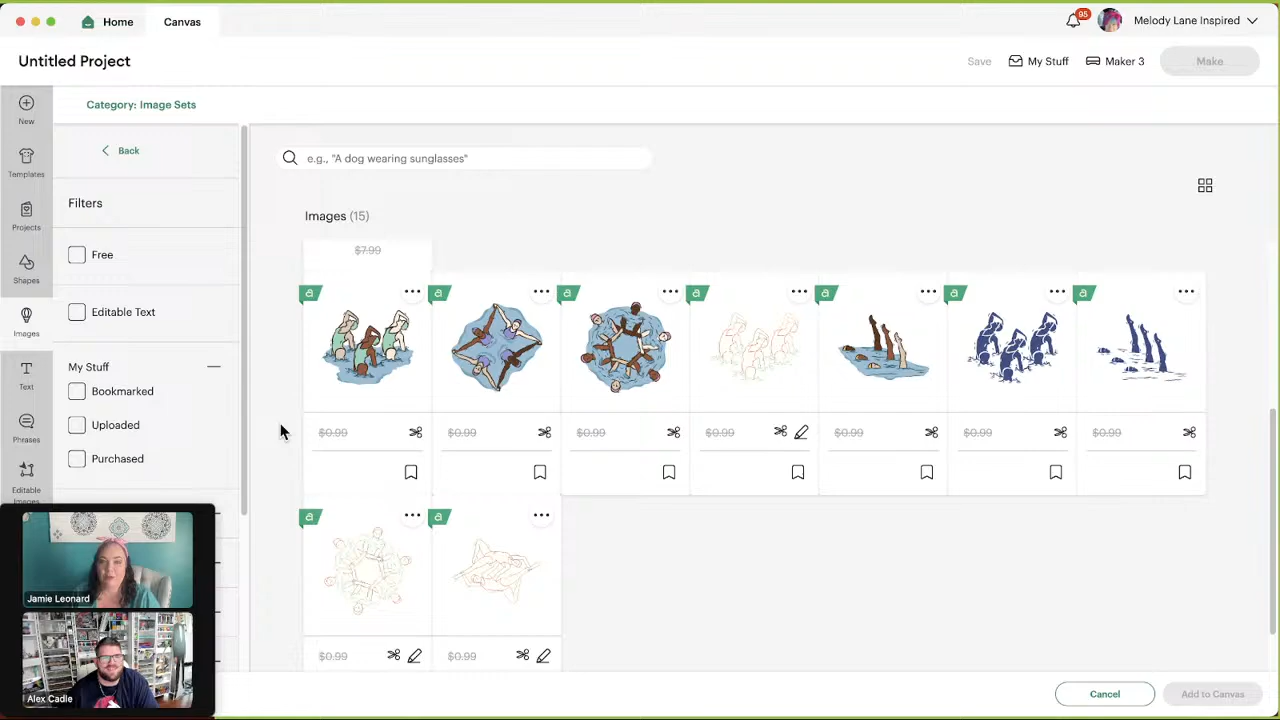 Home
Canvas
95
Melody Lane Inspired
Untitled Project
Save
My Stuff
Maker 3
Make
New
Templates
Projects
Shapes
Images
Text
Phrases
Editable
Images
Category: Image Sets
Back
Filters
Free
Editable Text
My Stuff
Bookmarked
Uploaded
Purchased
e.g., "A dog wearing sunglasses"
Images (15)
$7.99
a a a a a a a
$0.99 $0.99 $0.99 $0.99 $0.99 $0.99 $0.99
a a
$0.99 $0.99
Jamie Leonard
Alex Cadle
Cancel
Add to Canvas